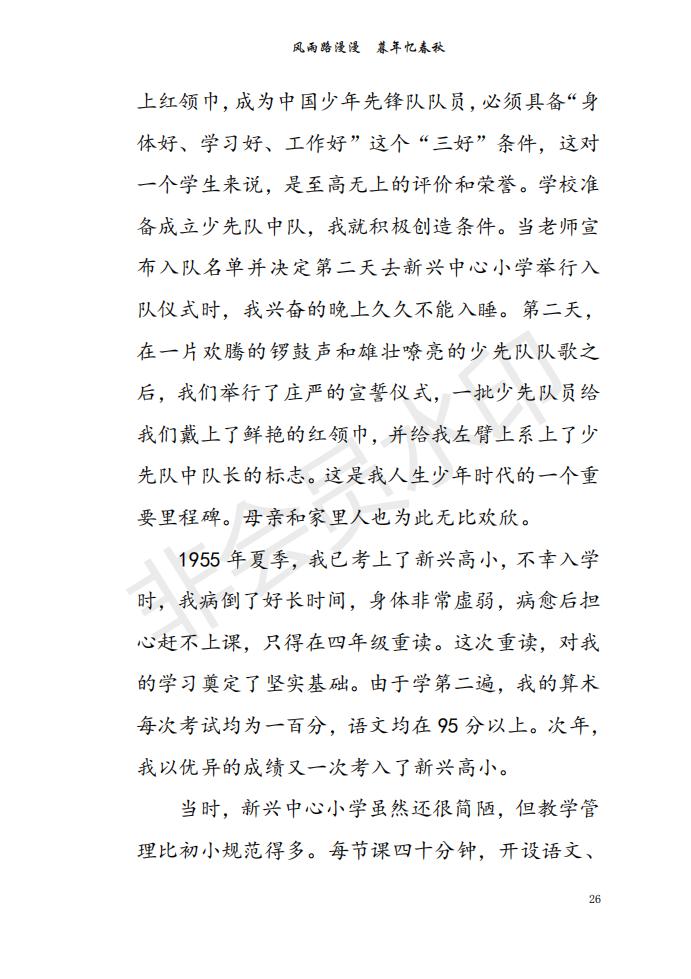 风雨路漫漫　暮年忆春秋
上红领巾，成为中国少年先锋队队员，必须具备“身
体好、学习好、工作好”这个“三好”条件，这对
一个学生来说，是至高无上的评价和荣誉。学校准
备成立少先队中队，我就积极创造条件。当老师宣
布入队名单并决定第二天去新兴中心小学举行入
队仪式时，我兴奋的晚上久久不能入睡。第二天，
在一片欢腾的锣鼓声和雄壮嘹亮的少先队队歌之
后，我们举行了庄严的宣誓仪式，一批少先队员给
我们戴上了鲜艳的红领巾，并给我左臂上系上了少
先队中队长的标志。这是我人生少年时代的一个重
要里程碑。母亲和家里人也为此无比欢欣。
1955 年夏季，我已考上了新兴高小，不幸入学
时，我病倒了好长时间，身体非常虚弱，病愈后担
心赶不上课，只得在四年级重读。这次重读，对我
的学习奠定了坚实基础。由于学第二遍，我的算术
每次考试均为一百分，语文均在 95 分以上。次年，
我以优异的成绩又一次考入了新兴高小。
当时，新兴中心小学虽然还很简陋，但教学管
理比初小规范得多。每节课四十分钟，开设语文、
26
非会员水印